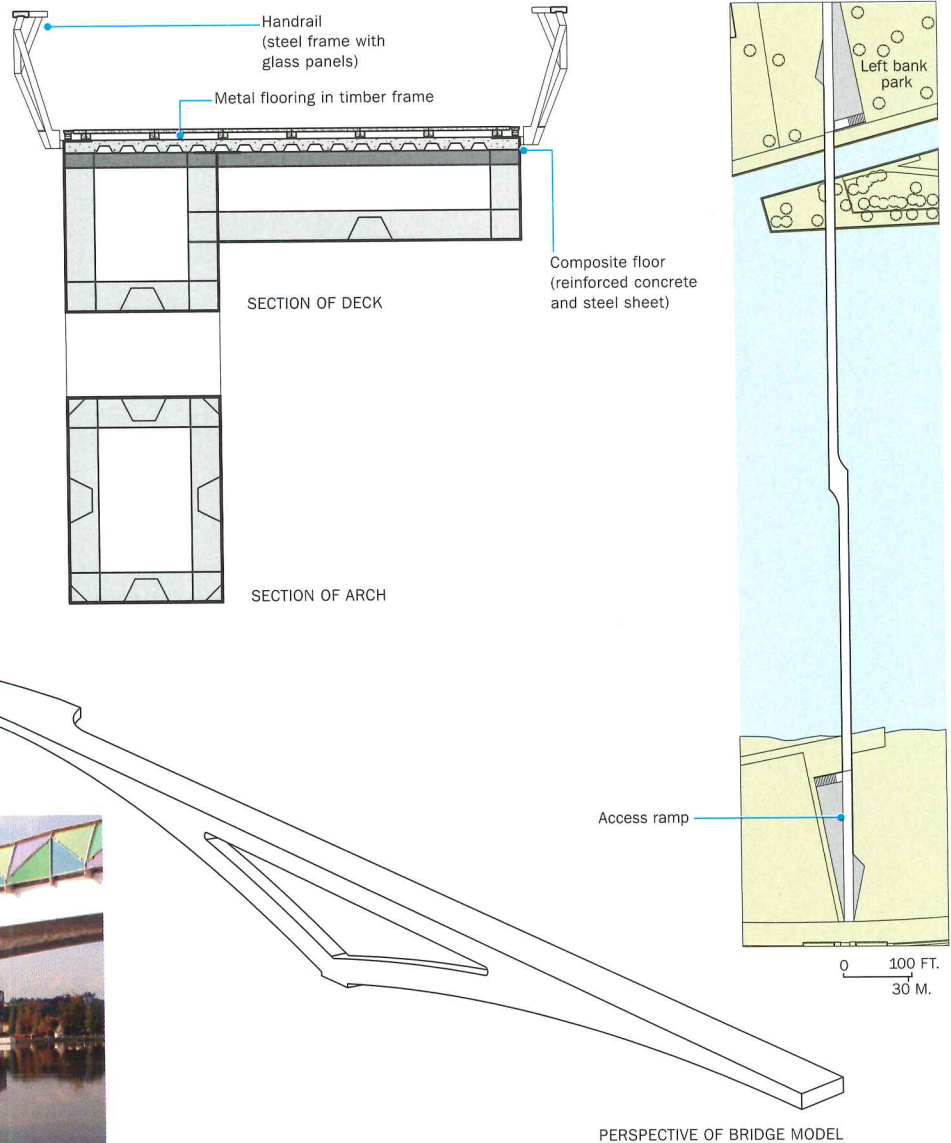 Handrail
(steel frame with
glass panels)
Metal flooring in timber frame
Composite floor
(reinforced concrete
and steel sheet)
SECTION OF DECK
SECTION OF ARCH
Left bank
park
Access ramp
0 100 FT.
30 M.
PERSPECTIVE OF BRIDGE MODEL